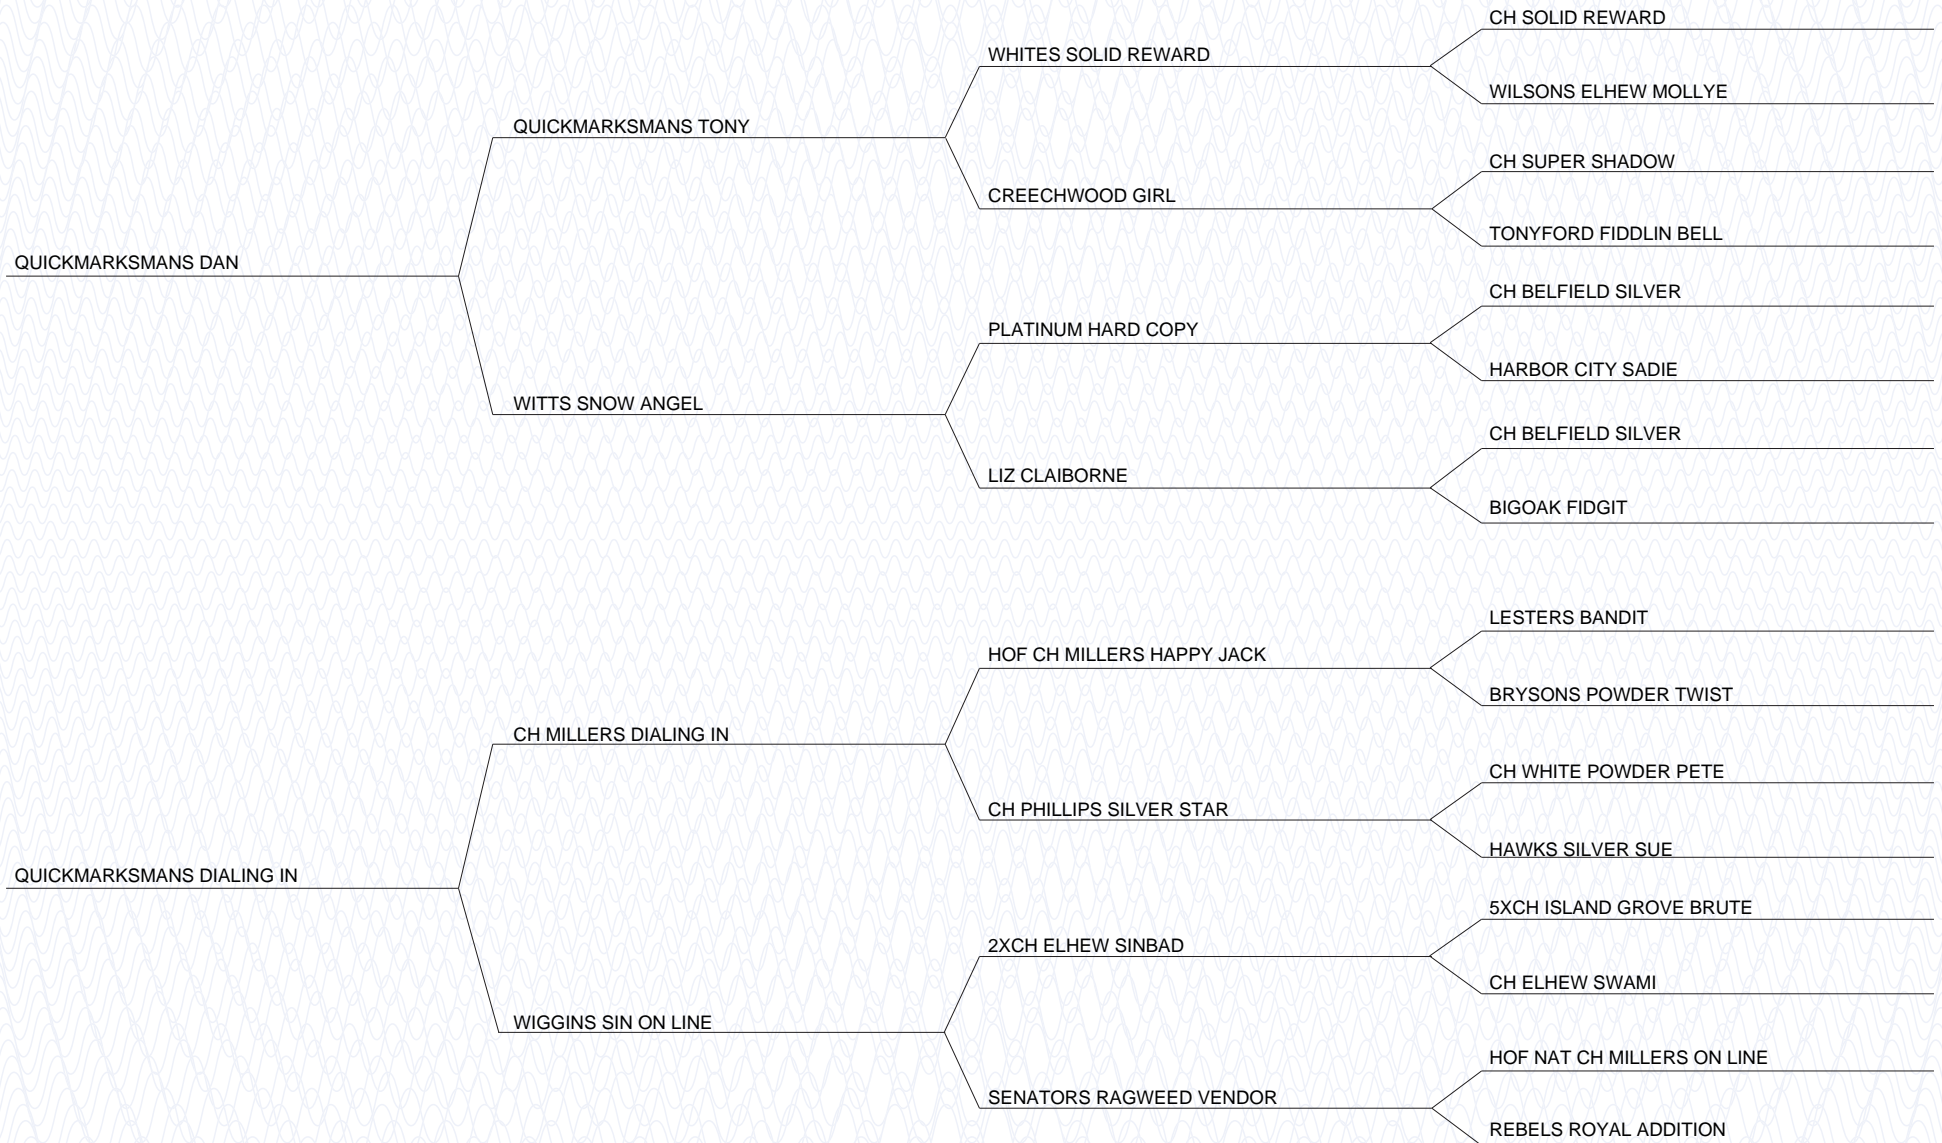 CH SOLID REWARD
WHITES SOLID REWARD
WILSONS ELHEW MOLLYE
QUICKMARKSMANS TONY
CH SUPER SHADOW
CREECHWOOD GIRL
TONYFORD FIDDLIN BELL
QUICKMARKSMANS DAN
CH BELFIELD SILVER
PLATINUM HARD COPY
HARBOR CITY SADIE
WITTS SNOW ANGEL
CH BELFIELD SILVER
LIZ CLAIBORNE
BIGOAK FIDGIT
LESTERS BANDIT
HOF CH MILLERS HAPPY JACK
BRYSONS POWDER TWIST
CH MILLERS DIALING IN
CH WHITE POWDER PETE
CH PHILLIPS SILVER STAR
HAWKS SILVER SUE
QUICKMARKSMANS DIALING IN
5XCH ISLAND GROVE BRUTE
2XCH ELHEW SINBAD
CH ELHEW SWAMI
WIGGINS SIN ON LINE
HOF NAT CH MILLERS ON LINE
SENATORS RAGWEED VENDOR
REBELS ROYAL ADDITION